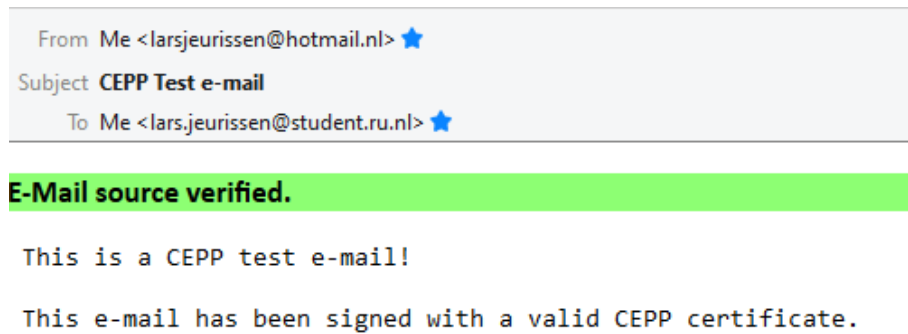 From Me <larsjeurissen@hotmail.nl>
Subject CEPP Test e-mail
To Me <lars.jeurissen@student.ru.nl>
E-Mail source verified.
This is a CEPP test e-mail!
This e-mail has been signed with a valid CEPP certificate.